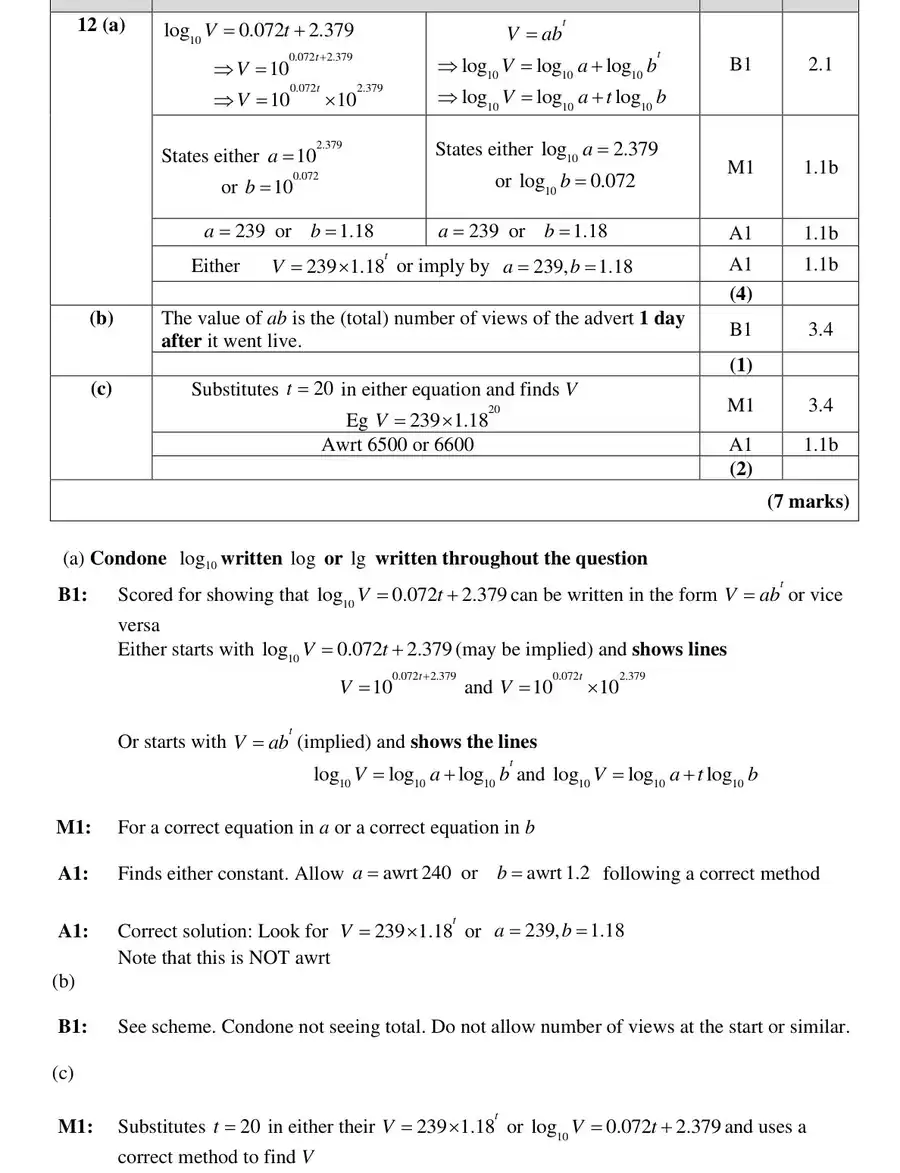 12 (a)
log₁₀ V = 0.072t + 2.379
⇒ V = 10^(0.072t+2.379)
⇒ V = 10^(0.072t) × 10^(2.379)
V = ab^t
⇒ log₁₀ V = log₁₀ a + log₁₀ b^t
⇒ log₁₀ V = log₁₀ a + t log₁₀ b
B1
2.1
States either a = 10^(2.379)
or b = 10^(0.072)
States either log₁₀ a = 2.379
or log₁₀ b = 0.072
M1
1.1b
a = 239 or b = 1.18
a = 239 or b = 1.18
A1
1.1b
Either V = 239 × 1.18^t or imply by a = 239, b = 1.18
A1
1.1b
(4)
(b)
The value of ab is the (total) number of views of the advert 1 day
after it went live.
B1
3.4
(1)
(c)
Substitutes t = 20 in either equation and finds V
Eg V = 239 × 1.18^20
M1
3.4
Awrt 6500 or 6600
A1
1.1b
(2)
(7 marks)
(a) Condone log₁₀ written log or lg written throughout the question
B1: Scored for showing that log₁₀ V = 0.072t + 2.379 can be written in the form V = ab^t or vice
versa
Either starts with log₁₀ V = 0.072t + 2.379 (may be implied) and shows lines
V = 10^(0.072t+2.379) and V = 10^(0.072t) × 10^(2.379)
Or starts with V = ab^t (implied) and shows the lines
log₁₀ V = log₁₀ a + log₁₀ b^t and log₁₀ V = log₁₀ a + t log₁₀ b
M1: For a correct equation in a or a correct equation in b
A1: Finds either constant. Allow a = awrt 240 or b = awrt 1.2 following a correct method
A1: Correct solution: Look for V = 239 × 1.18^t or a = 239, b = 1.18
Note that this is NOT awrt
(b)
B1: See scheme. Condone not seeing total. Do not allow number of views at the start or similar.
(c)
M1: Substitutes t = 20 in either their V = 239 × 1.18^t or log₁₀ V = 0.072t + 2.379 and uses a
correct method to find V